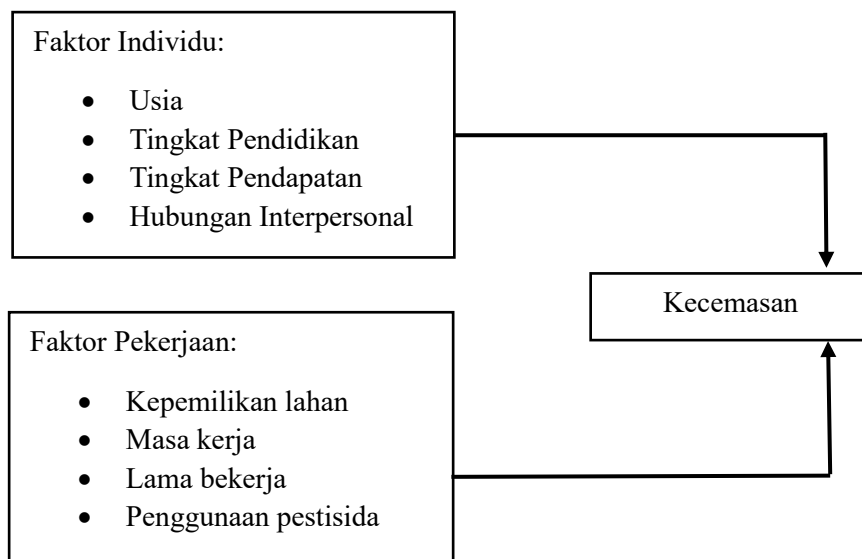 Faktor Individu:
• Usia
• Tingkat Pendidikan
• Tingkat Pendapatan
• Hubungan Interpersonal
Kecemasan
Faktor Pekerjaan:
• Kepemilikan lahan
• Masa kerja
• Lama bekerja
• Penggunaan pestisida